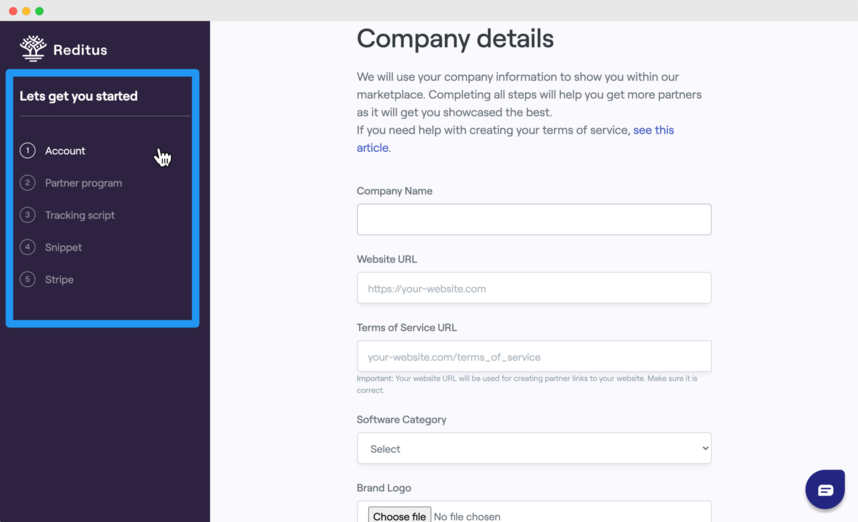 Reditus
Lets get you started
1 Account
2 Partner program
3 Tracking script
4 Snippet
5 Stripe
Company details
We will use your company information to show you within our
marketplace. Completing all steps will help you get more partners
as it will get you showcased the best.
If you need help with creating your terms of service, see this
article.
Company Name
Website URL
https://your-website.com
Terms of Service URL
your-website.com/terms_of_service
Important: Your website URL will be used for creating partner links to your website. Make sure it is
correct.
Software Category
Select
Brand Logo
Choose file No file chosen